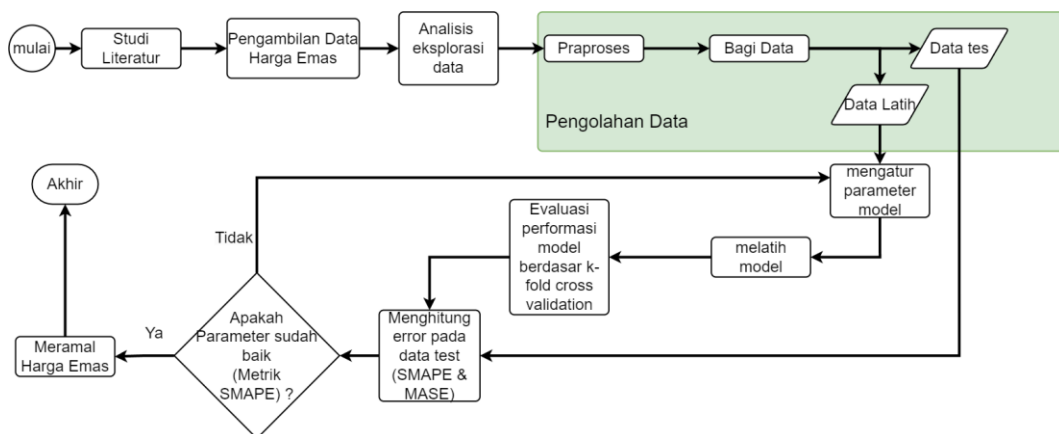 mulai
Studi
Literatur
Pengambilan Data
Harga Emas
Analisis
eksplorasi
data
Praproses
Bagi Data
Data tes
Data Latih
Pengolahan Data
mengatur
parameter
model
melatih
model
Evaluasi
performasi
model
berdasar k-
fold cross
validation
Menghitung
error pada
data test
(SMAPE &
MASE)
Apakah
Parameter sudah
baik
(Metrik
SMAPE) ?
Tidak
Ya
Meramal
Harga Emas
Akhir